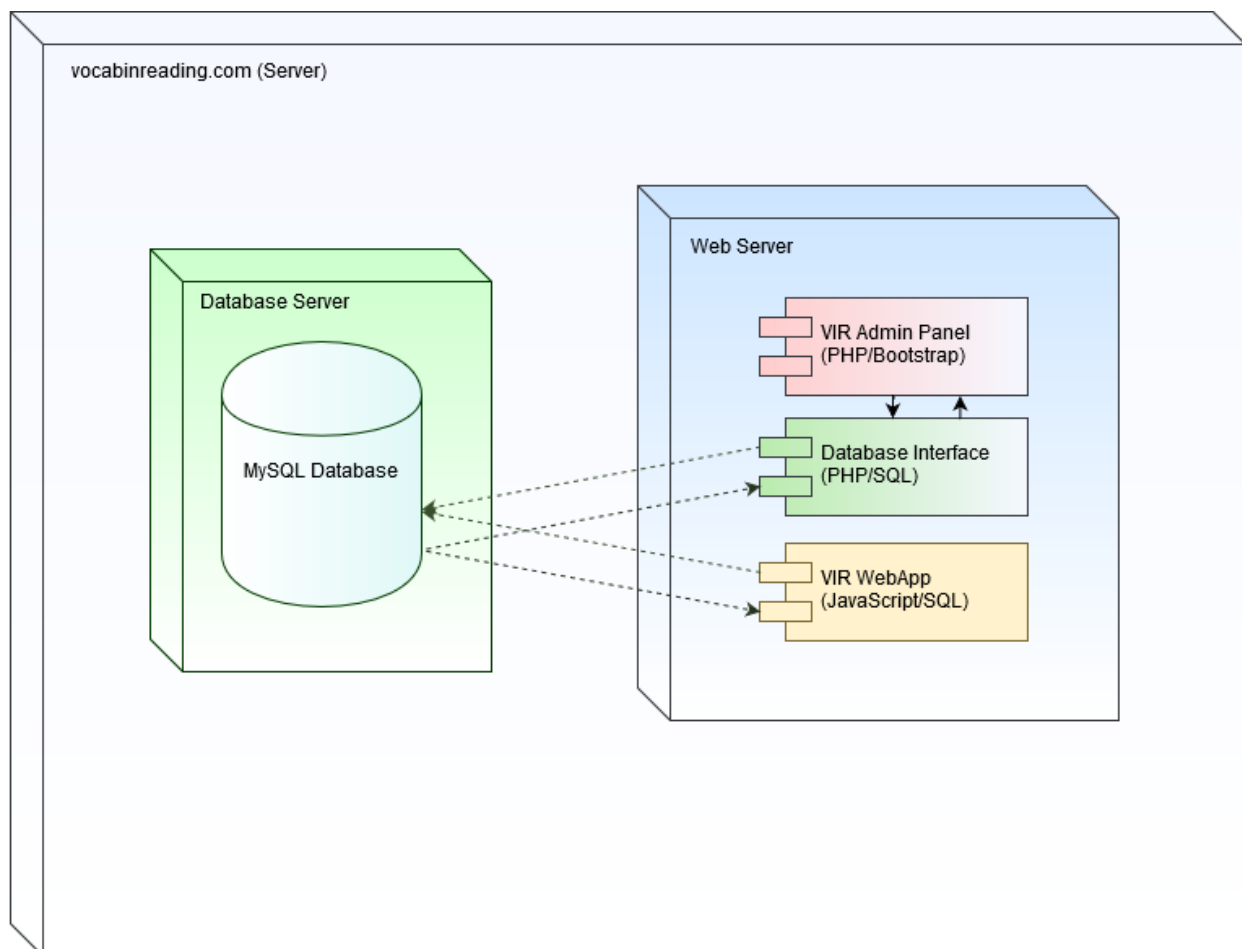 vocabinreading.com (Server)
Database Server
MySQL Database
Web Server
VIR Admin Panel
(PHP/Bootstrap)
Database Interface
(PHP/SQL)
VIR WebApp
(JavaScript/SQL)